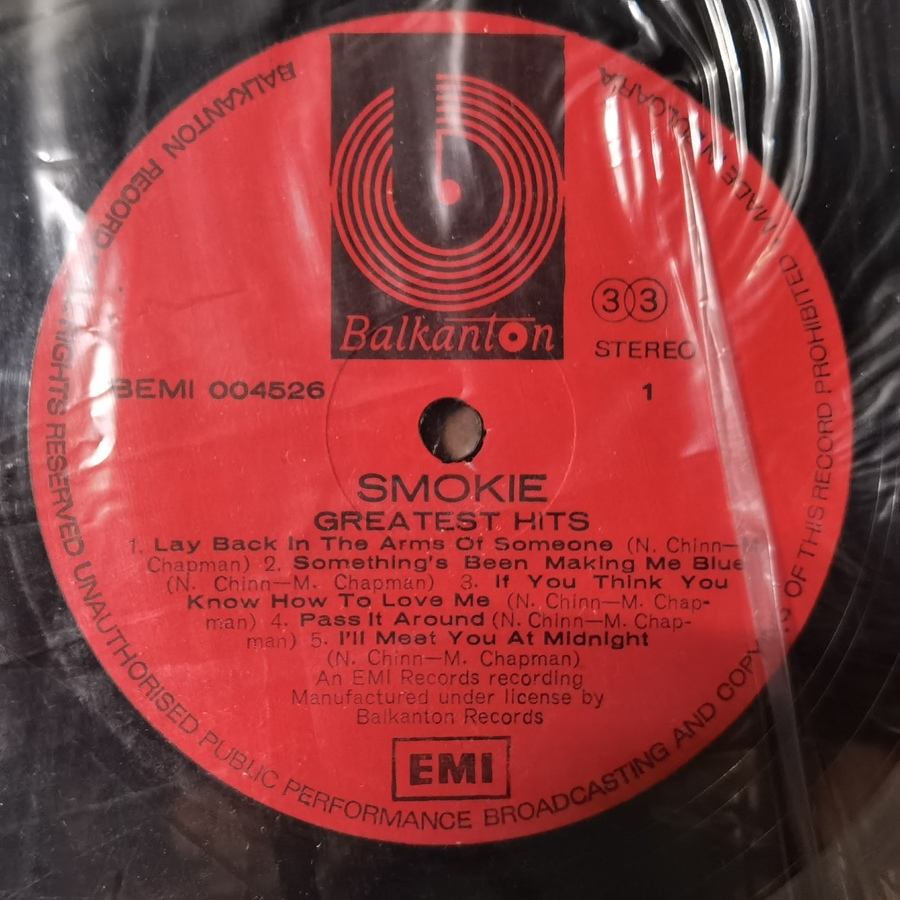 BALKANTON RECORD
RIGHTS RESERVED UNAUTHORISED PUBLIC PERFORMANCE BROADCASTING AND COPYING OF THIS RECORD PROHIBITED MADE IN BULGARIA
Balkanton
33
STEREO
BEMI 004526
1
SMOKIE
GREATEST HITS
1. Lay Back In The Arms Of Someone (N. Chinn—M.
Chapman) 2. Something's Been Making Me Blue
(N. Chinn—M. Chapman) 3. If You Think You
Know How To Love Me (N. Chinn—M. Chap-
man) 4. Pass It Around (N. Chinn—M. Chap-
man) 5. I'll Meet You At Midnight
(N. Chinn—M. Chapman)
An EMI Records recording
Manufactured under license by
Balkanton Records
EMI